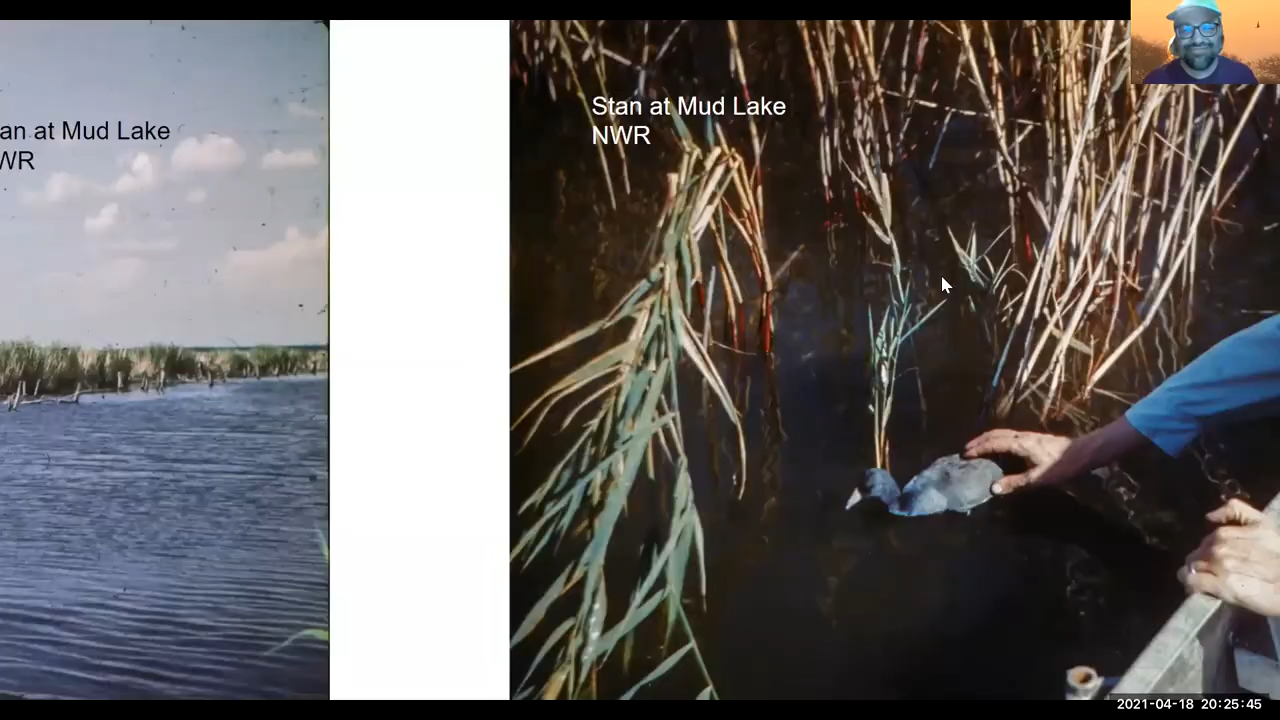 an at Mud Lake
WR
Stan at Mud Lake
NWR
2021-04-18 20:25:45